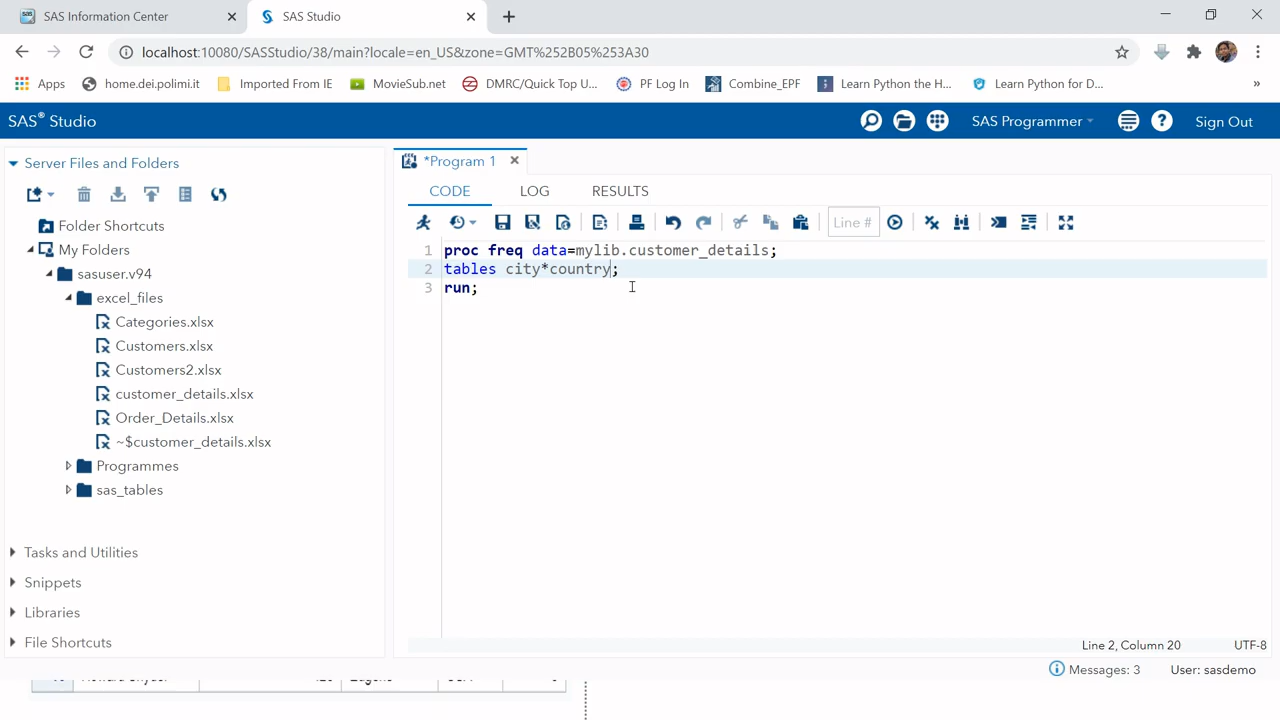 SAS Information Center
SAS Studio
localhost:10080/SASStudio/38/main?locale=en_US&zone=GMT%252B05%253A30
Apps
home.dei.polimi.it
Imported From IE
MovieSub.net
DMRC/Quick Top U...
PF Log In
Combine_EPF
Learn Python the H...
Learn Python for D...
»
SAS® Studio
SAS Programmer
Sign Out
Server Files and Folders
Folder Shortcuts
My Folders
sasuser.v94
excel_files
Categories.xlsx
Customers.xlsx
Customers2.xlsx
customer_details.xlsx
Order_Details.xlsx
~$customer_details.xlsx
Programmes
sas_tables
Tasks and Utilities
Snippets
Libraries
File Shortcuts
*Program 1
CODE LOG RESULTS
Line #
1 proc freq data=mylib.customer_details;
2 tables city*country;
3 run;
Line 2, Column 20 UTF-8
Messages: 3 User: sasdemo